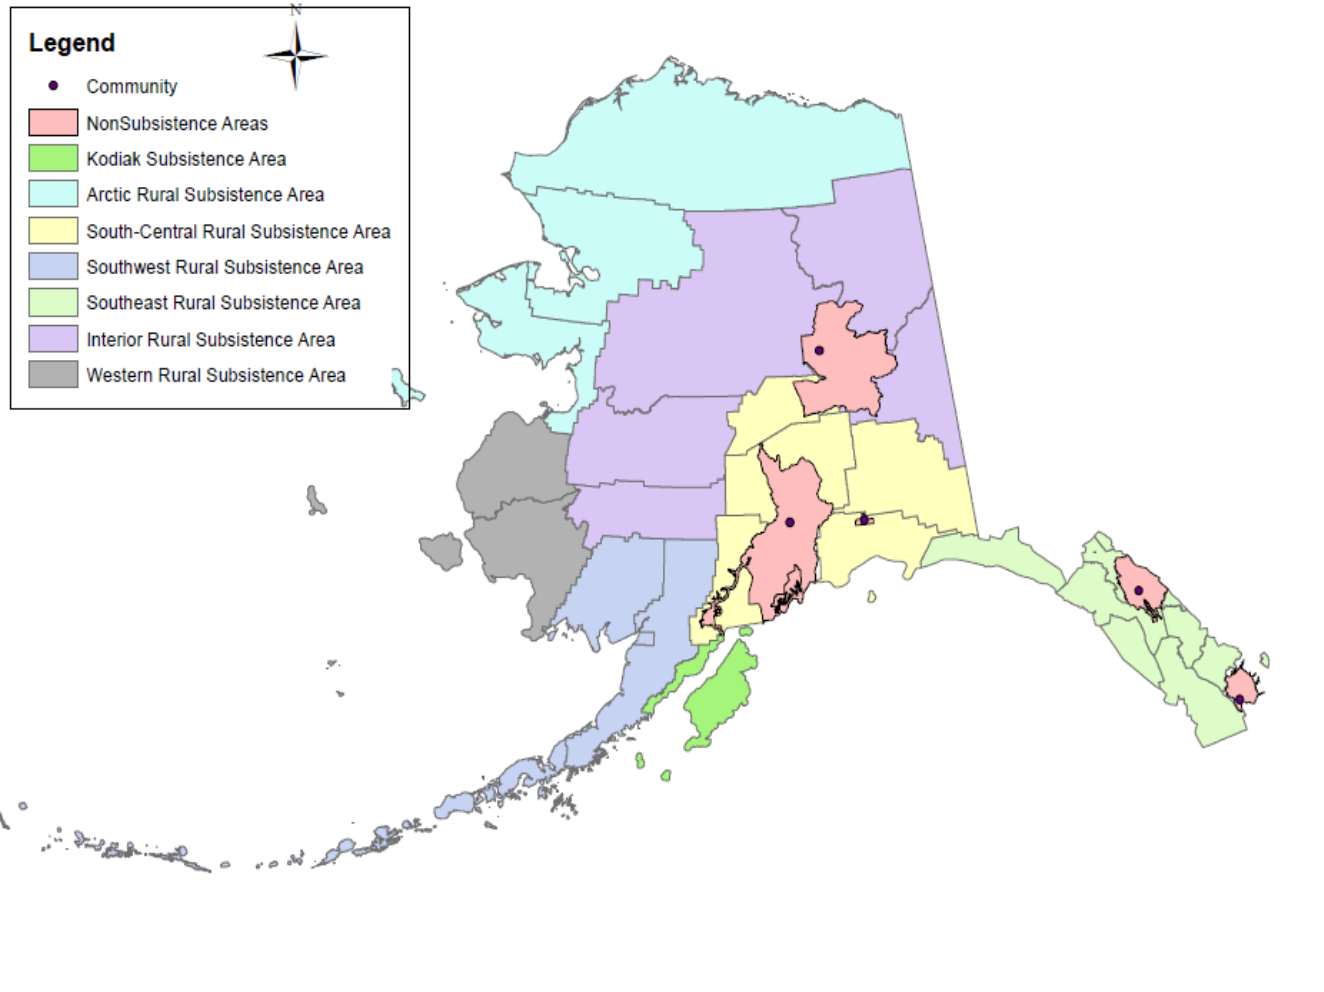 N
Legend
Community
NonSubsistence Areas
Kodiak Subsistence Area
Arctic Rural Subsistence Area
South-Central Rural Subsistence Area
Southwest Rural Subsistence Area
Southeast Rural Subsistence Area
Interior Rural Subsistence Area
Western Rural Subsistence Area